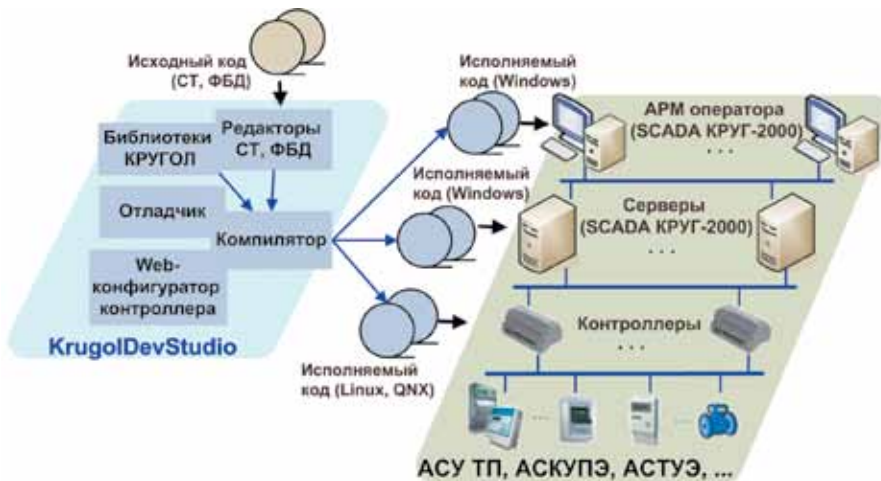 Исходный код
(СТ, ФБД)
Библиотеки
КРУГОЛ
Редакторы
СТ, ФБД
Отладчик
Компилятор
Web-
конфигуратор
контроллера
KrugolDevStudio
Исполняемый
код (Windows)
Исполняемый
код (Windows)
Исполняемый
код (Linux, QNX)
АРМ оператора
(SCADA КРУГ-2000)
. . .
Серверы
(SCADA КРУГ-2000)
. . .
Контроллеры
. . .
АСУ ТП, АСКУПЭ, АСТУЭ, ...